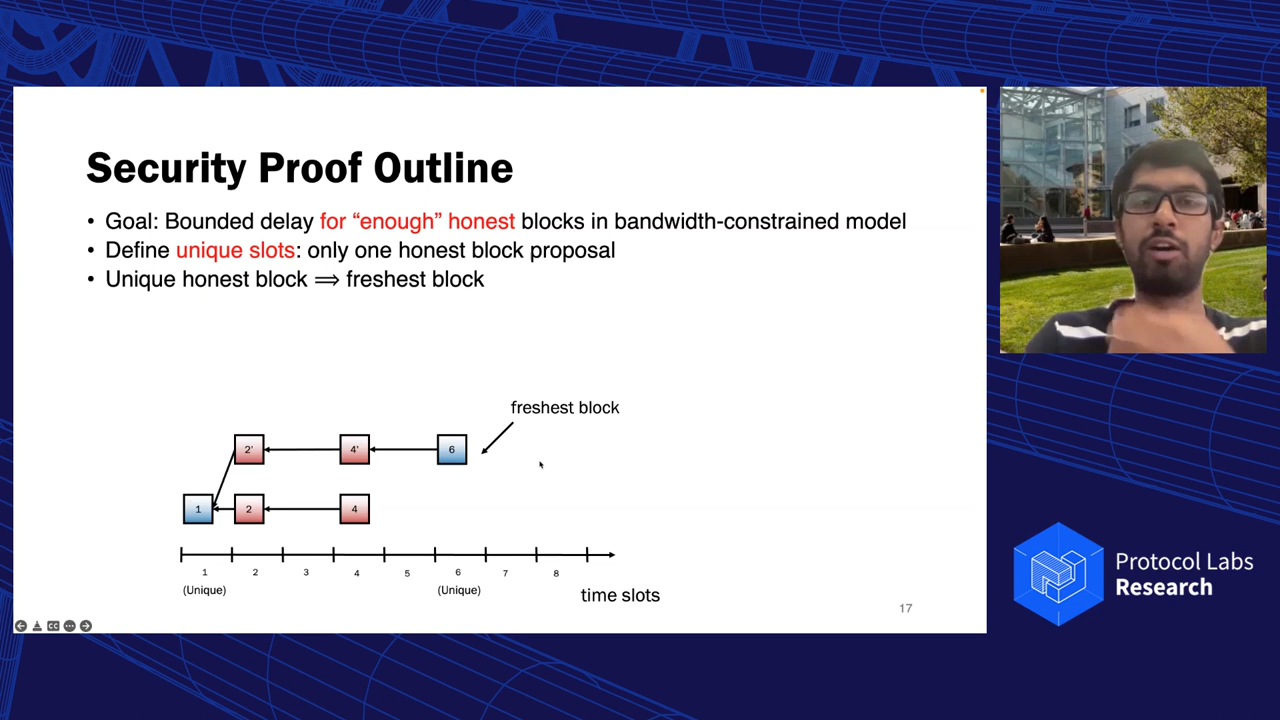 Security Proof Outline
• Goal: Bounded delay for “enough” honest blocks in bandwidth-constrained model
• Define unique slots: only one honest block proposal
• Unique honest block ⟹ freshest block
freshest block
2' 4' 6
1 2 4
1 2 3 4 5 6 7 8
(Unique) (Unique)
time slots
17
CC
Protocol Labs
Research